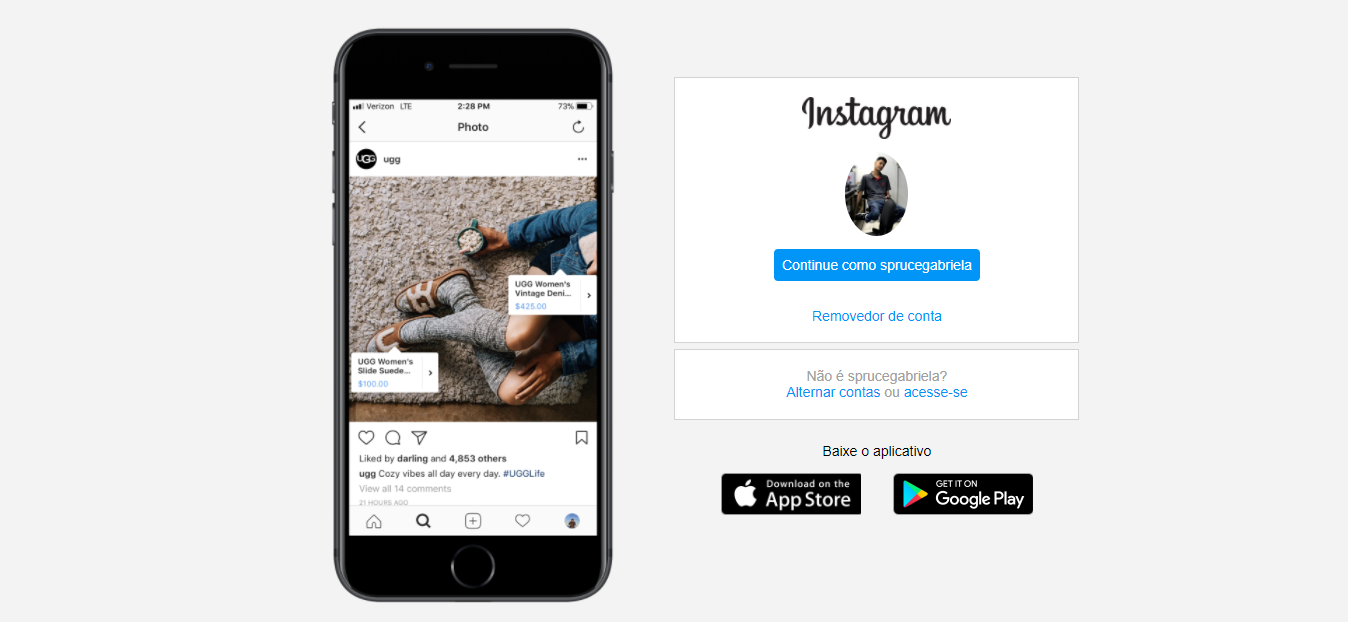 Verizon LTE 2:28 PM 73%
Photo
UGG ugg
UGG Women's
Vintage Deni...
$425.00
UGG Women's
Slide Suede...
$100.00
Liked by darling and 4,853 others
ugg Cozy vibes all day every day. #UGGLife
View all 14 comments
21 HOURS AGO
Instagram
Continue como sprucegabriela
Removedor de conta
Não é sprucegabriela?
Alternar contas ou acesse-se
Baixe o aplicativo
Download on the
App Store
GET IT ON
Google Play